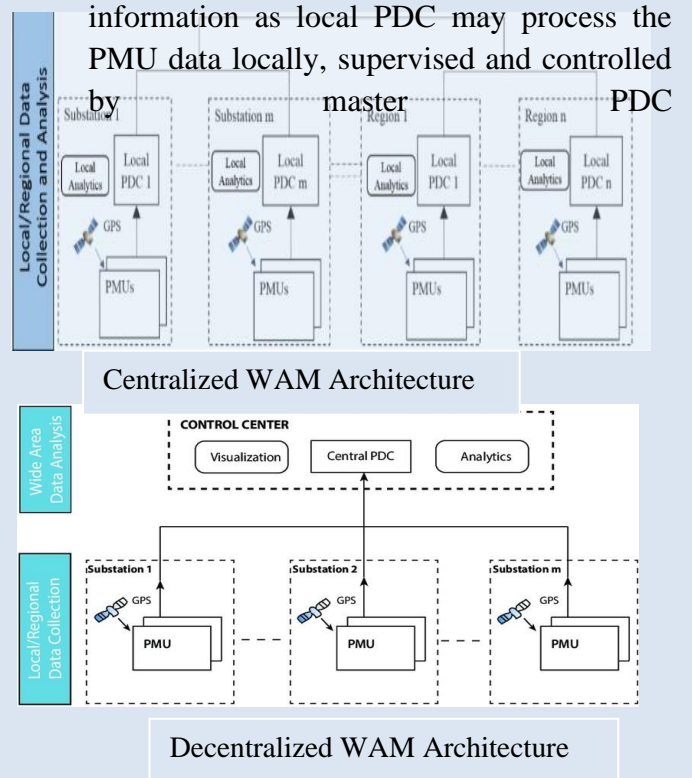 information as local PDC may process the
PMU data locally, supervised and controlled
by master PDC
Local/Regional Data
Collection and Analysis
Substation 1
Substation m
Region 1
Region n
Local
Analytics
Local
PDC 1
Local
Analytics
Local
PDC m
Local
Analytics
Local
PDC 1
Local
Analytics
Local
PDC n
GPS
GPS
GPS
GPS
PMUs
PMUs
PMUs
PMUs
Centralized WAM Architecture
Wide Area
Data Analysis
CONTROL CENTER
Visualization
Central PDC
Analytics
Local/Regional
Data Collection
Substation 1
Substation 2
Substation m
GPS
GPS
GPS
PMU
PMU
PMU
Decentralized WAM Architecture